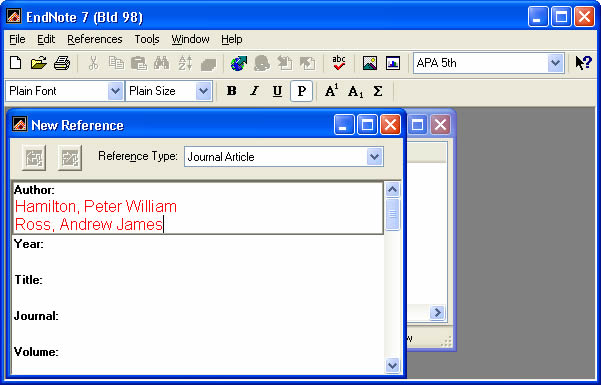 EndNote 7 (Bld 98)
File Edit References Tools Window Help
abc APA 5th
Plain Font Plain Size B I U P A1 A1 Σ
New Reference
Reference Type: Journal Article
Author:
Hamilton, Peter William
Ross, Andrew James
Year:
Title:
Journal:
Volume: